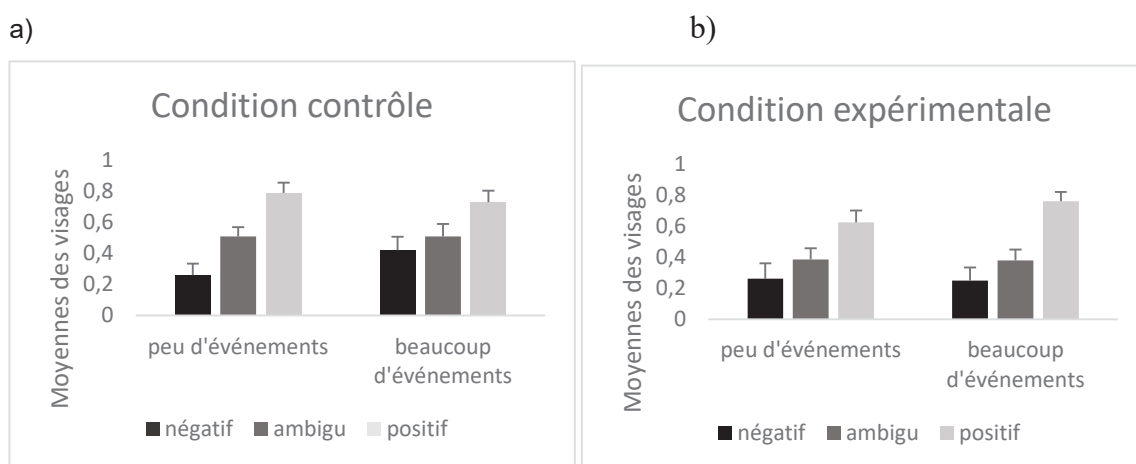 a)
Condition contrôle
Moyennes des visages
1
0,8
0,6
0,4
0,2
0
peu d'événements
beaucoup
d'événements
négatif ambigu positif
b)
Condition expérimentale
Moyennes des visages
1
0,8
0,6
0,4
0,2
0
peu d'événements
beaucoup
d'événements
négatif ambigu positif